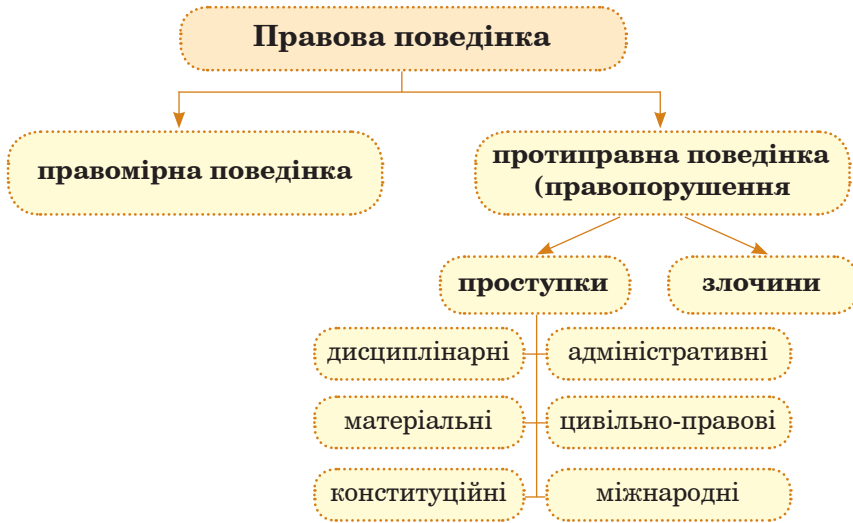 Правова поведінка
правомірна поведінка
протиправна поведінка
(правопорушення
проступки
злочини
дисциплінарні
адміністративні
матеріальні
цивільно-правові
конституційні
міжнародні